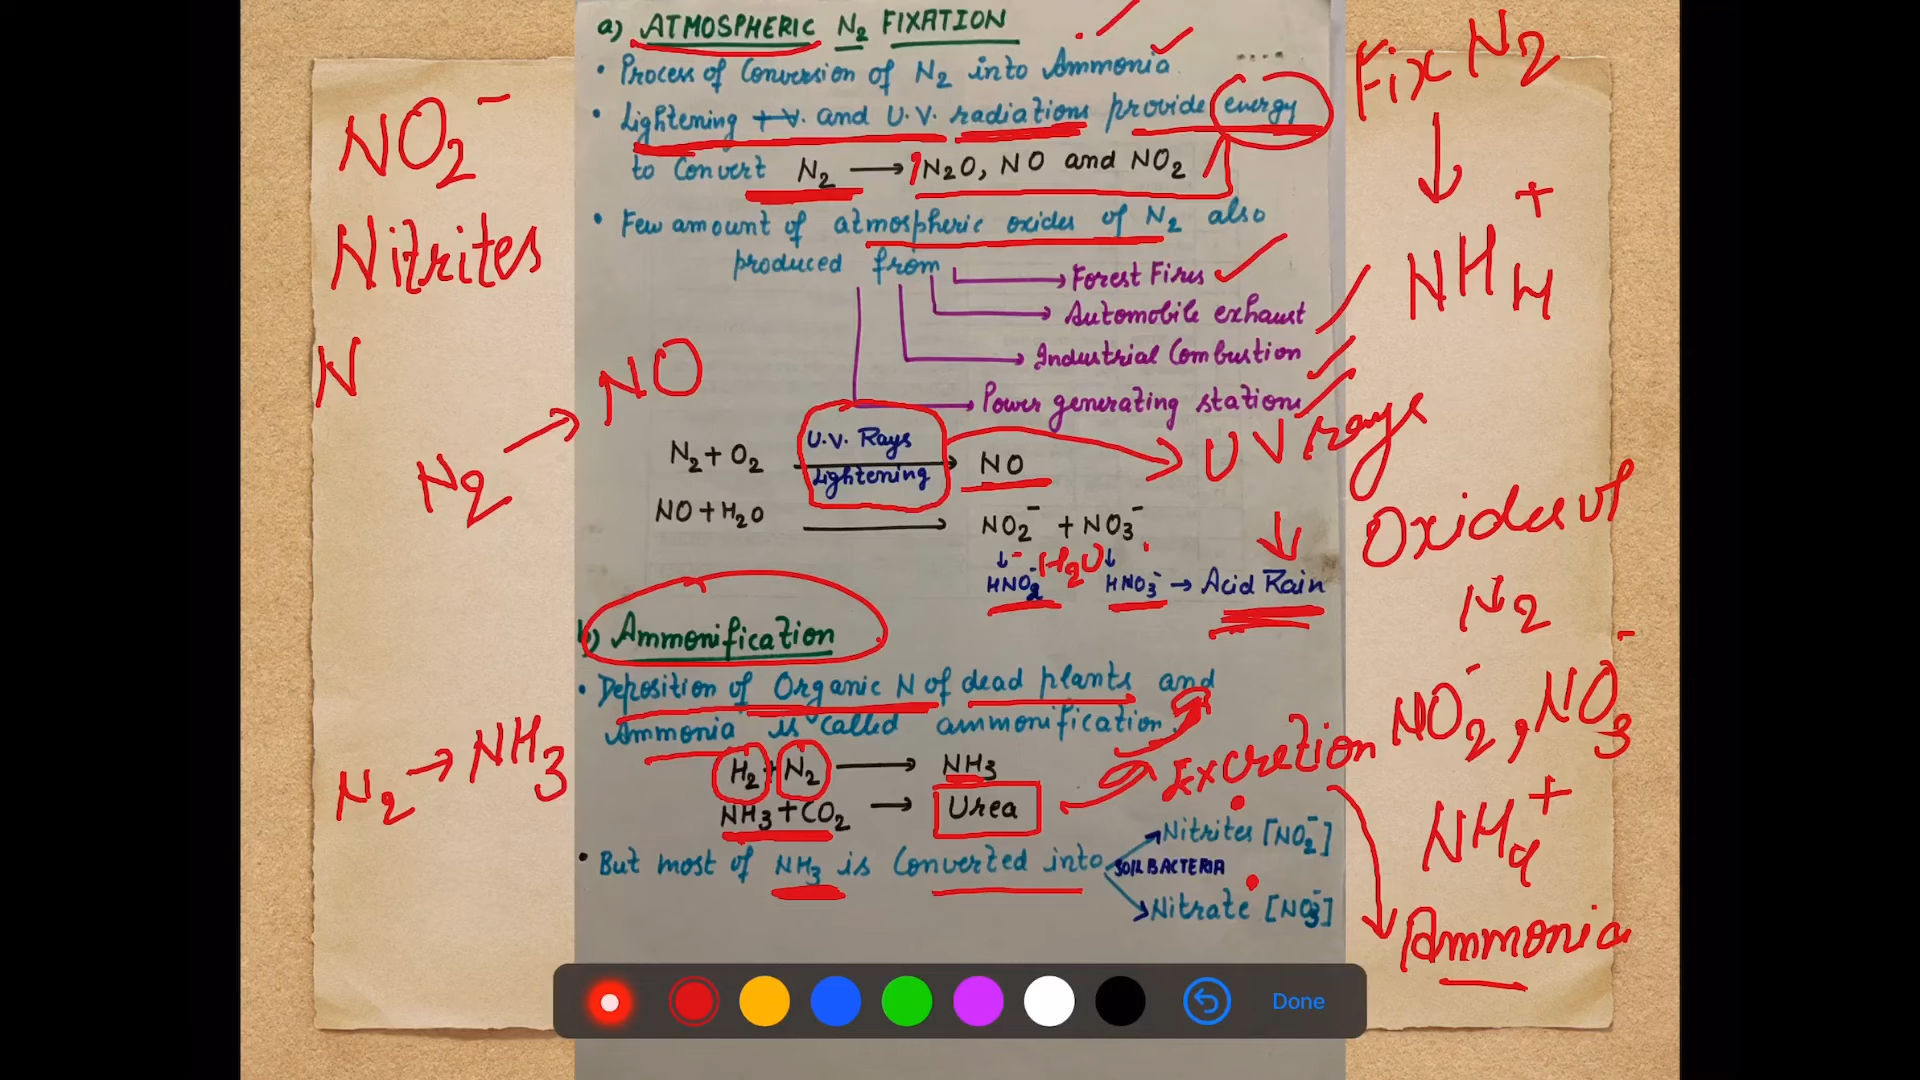 a) ATMOSPHERIC N2 FIXATION
• Process of Conversion of N2 into Ammonia
• Lightening and U.V. radiations provide energy
to Convert N2 → N2O, NO and NO2
• Few amount of atmospheric oxides of N2 also
produced from
→ Forest Fires
→ Automobile exhaust
→ Industrial Combustion
→ Power generating stations
N2 + O2 U.V. Rays Lightening → NO
NO + H2O → NO2⁻ + NO3⁻
↓ H2O ↓
HNO2⁻ HNO3⁻ → Acid Rain
b) Ammonification
• Deposition of Organic N of dead plants and
Ammonia is called ammonification.
H2 + N2 → NH3
NH3 + CO2 → Urea
• But most of NH3 is Converted into
SOIL BACTERIA
Nitrites [NO2⁻]
Nitrate [NO3⁻]
NO2⁻
Nitrites
N
N2 → NO
N2 → NH3
Fix N2
↓
NH4⁺
UV rays
Oxides of
N2
NO2⁻, NO3⁻
NH4⁺
Excretion
Ammonia
Done